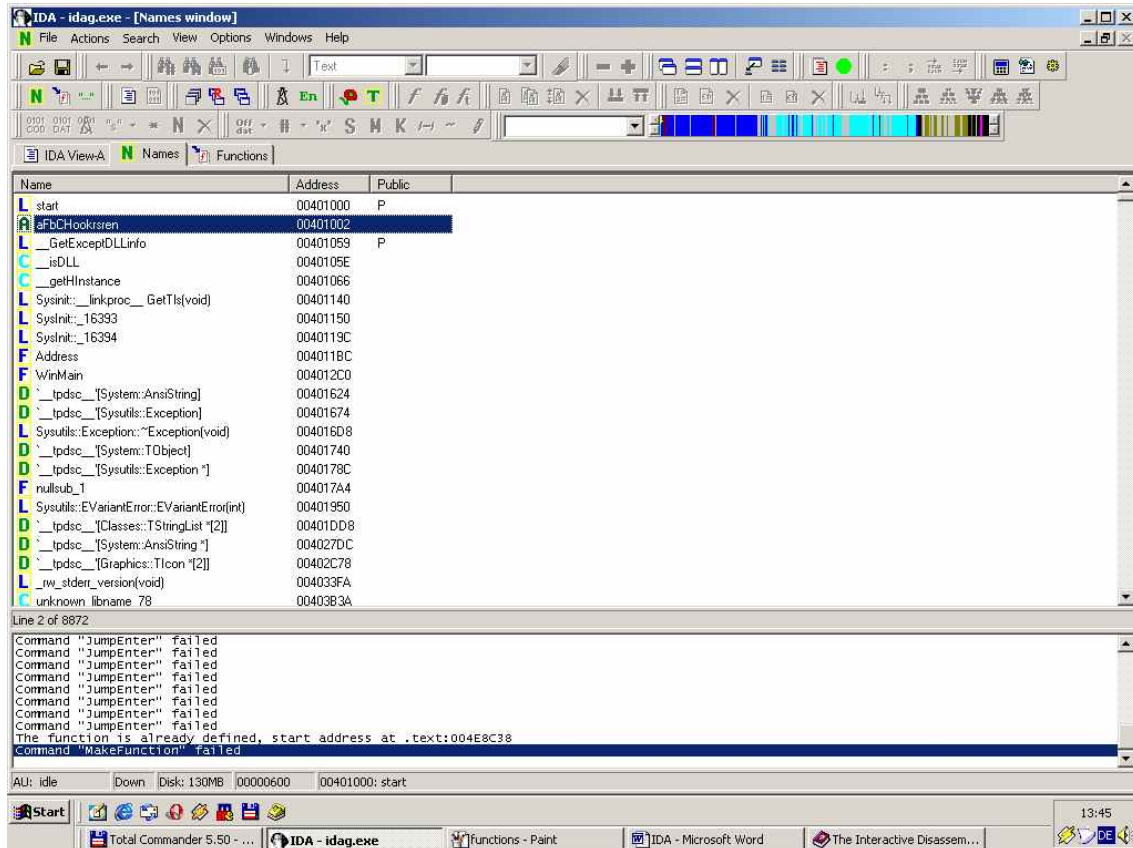 IDA - idag.exe - [Names window]
N File Actions Search View Options Windows Help
Text
N En T f
S M K
IDA View-A N Names Functions
Name Address Public
L start 00401000 P
A aFbCHookrsren 00401002
L __GetExceptDLLinfo 00401059 P
C __isDLL 0040105E
C __getHInstance 00401066
L Sysinit::__linkproc__ GetTls(void) 00401140
L SysInit::_16393 00401150
L SysInit::_16394 0040119C
F Address 004011BC
F WinMain 004012C0
D `__tpdsc__'[System::AnsiString] 00401624
D `__tpdsc__'[Sysutils::Exception] 00401674
L Sysutils::Exception::~Exception(void) 004016D8
D `__tpdsc__'[System::TObject] 00401740
D `__tpdsc__'[Sysutils::Exception *] 0040178C
F nullsub_1 004017A4
L Sysutils::EVariantError::EVariantError(int) 00401950
D `__tpdsc__'[Classes::TStringList *[2]] 00401DD8
D `__tpdsc__'[System::AnsiString *] 004027DC
D `__tpdsc__'[Graphics::TIcon *[2]] 00402C78
L _rw_stderr_version(void) 004033FA
C unknown_libname_78 00403B3A
Line 2 of 8872
Command "JumpEnter" failed
Command "JumpEnter" failed
Command "JumpEnter" failed
Command "JumpEnter" failed
Command "JumpEnter" failed
Command "JumpEnter" failed
Command "JumpEnter" failed
Command "JumpEnter" failed
The function is already defined, start address at .text:004E8C38
Command "MakeFunction" failed
AU: idle Down Disk: 130MB 00000600 00401000: start
Start 13:45
Total Commander 5.50 - ... IDA - idag.exe functions - Paint IDA - Microsoft Word The Interactive Disassem... DE